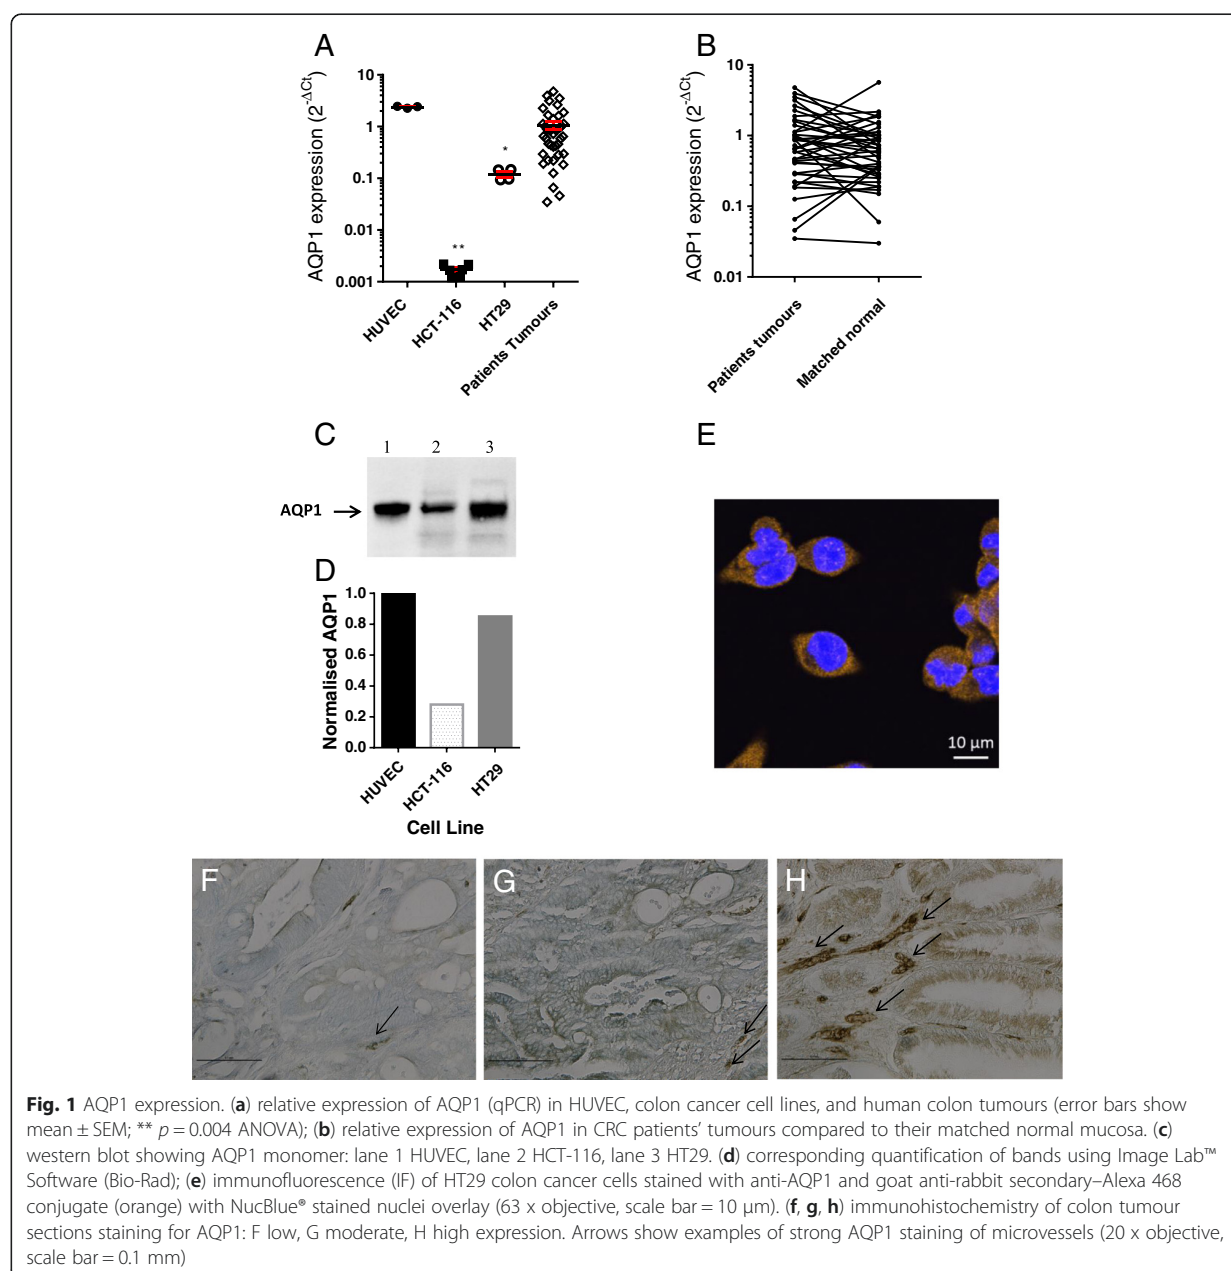 A
AQP1 expression (2^-ΔCt)
10
1
0.1
0.01
0.001
**
*
HUVEC
HCT-116
HT29
Patients Tumours
B
AQP1 expression (2^-ΔCt)
10
1
0.1
0.01
Patients tumours
Matched normal
C
1 2 3
AQP1
D
Normalised AQP1
1.0
0.8
0.6
0.4
0.2
0.0
HUVEC
HCT-116
HT29
Cell Line
E
10 µm
F
G
H
Fig. 1 AQP1 expression. (a) relative expression of AQP1 (qPCR) in HUVEC, colon cancer cell lines, and human colon tumours (error bars show
mean ± SEM; ** p = 0.004 ANOVA); (b) relative expression of AQP1 in CRC patients’ tumours compared to their matched normal mucosa. (c)
western blot showing AQP1 monomer: lane 1 HUVEC, lane 2 HCT-116, lane 3 HT29. (d) corresponding quantification of bands using Image Lab™
Software (Bio-Rad); (e) immunofluorescence (IF) of HT29 colon cancer cells stained with anti-AQP1 and goat anti-rabbit secondary–Alexa 468
conjugate (orange) with NucBlue® stained nuclei overlay (63 x objective, scale bar = 10 μm). (f, g, h) immunohistochemistry of colon tumour
sections staining for AQP1: F low, G moderate, H high expression. Arrows show examples of strong AQP1 staining of microvessels (20 x objective,
scale bar = 0.1 mm)